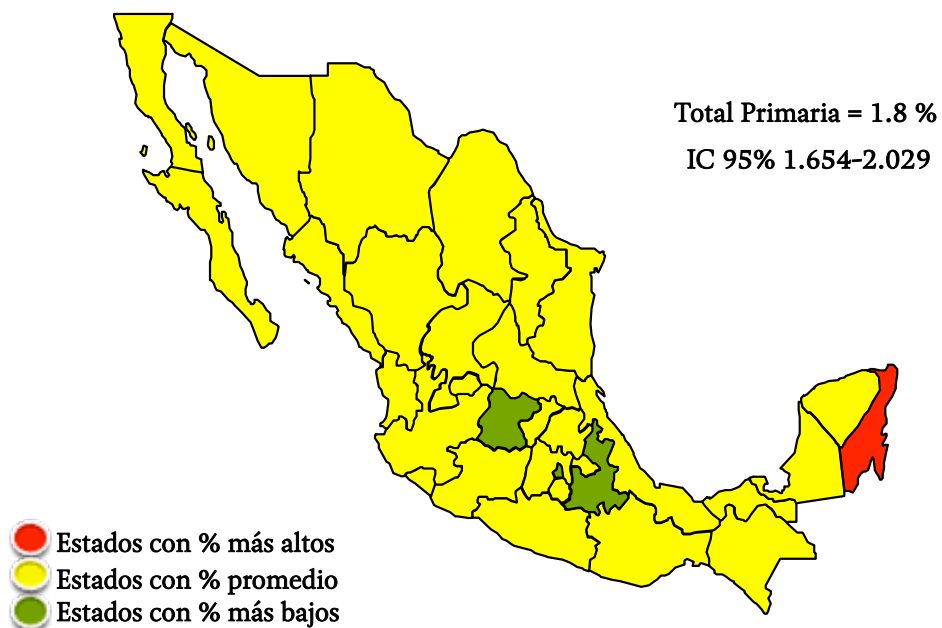 Total Primaria = 1.8 %
IC 95% 1.654-2.029
Estados con % más altos
Estados con % promedio
Estados con % más bajos